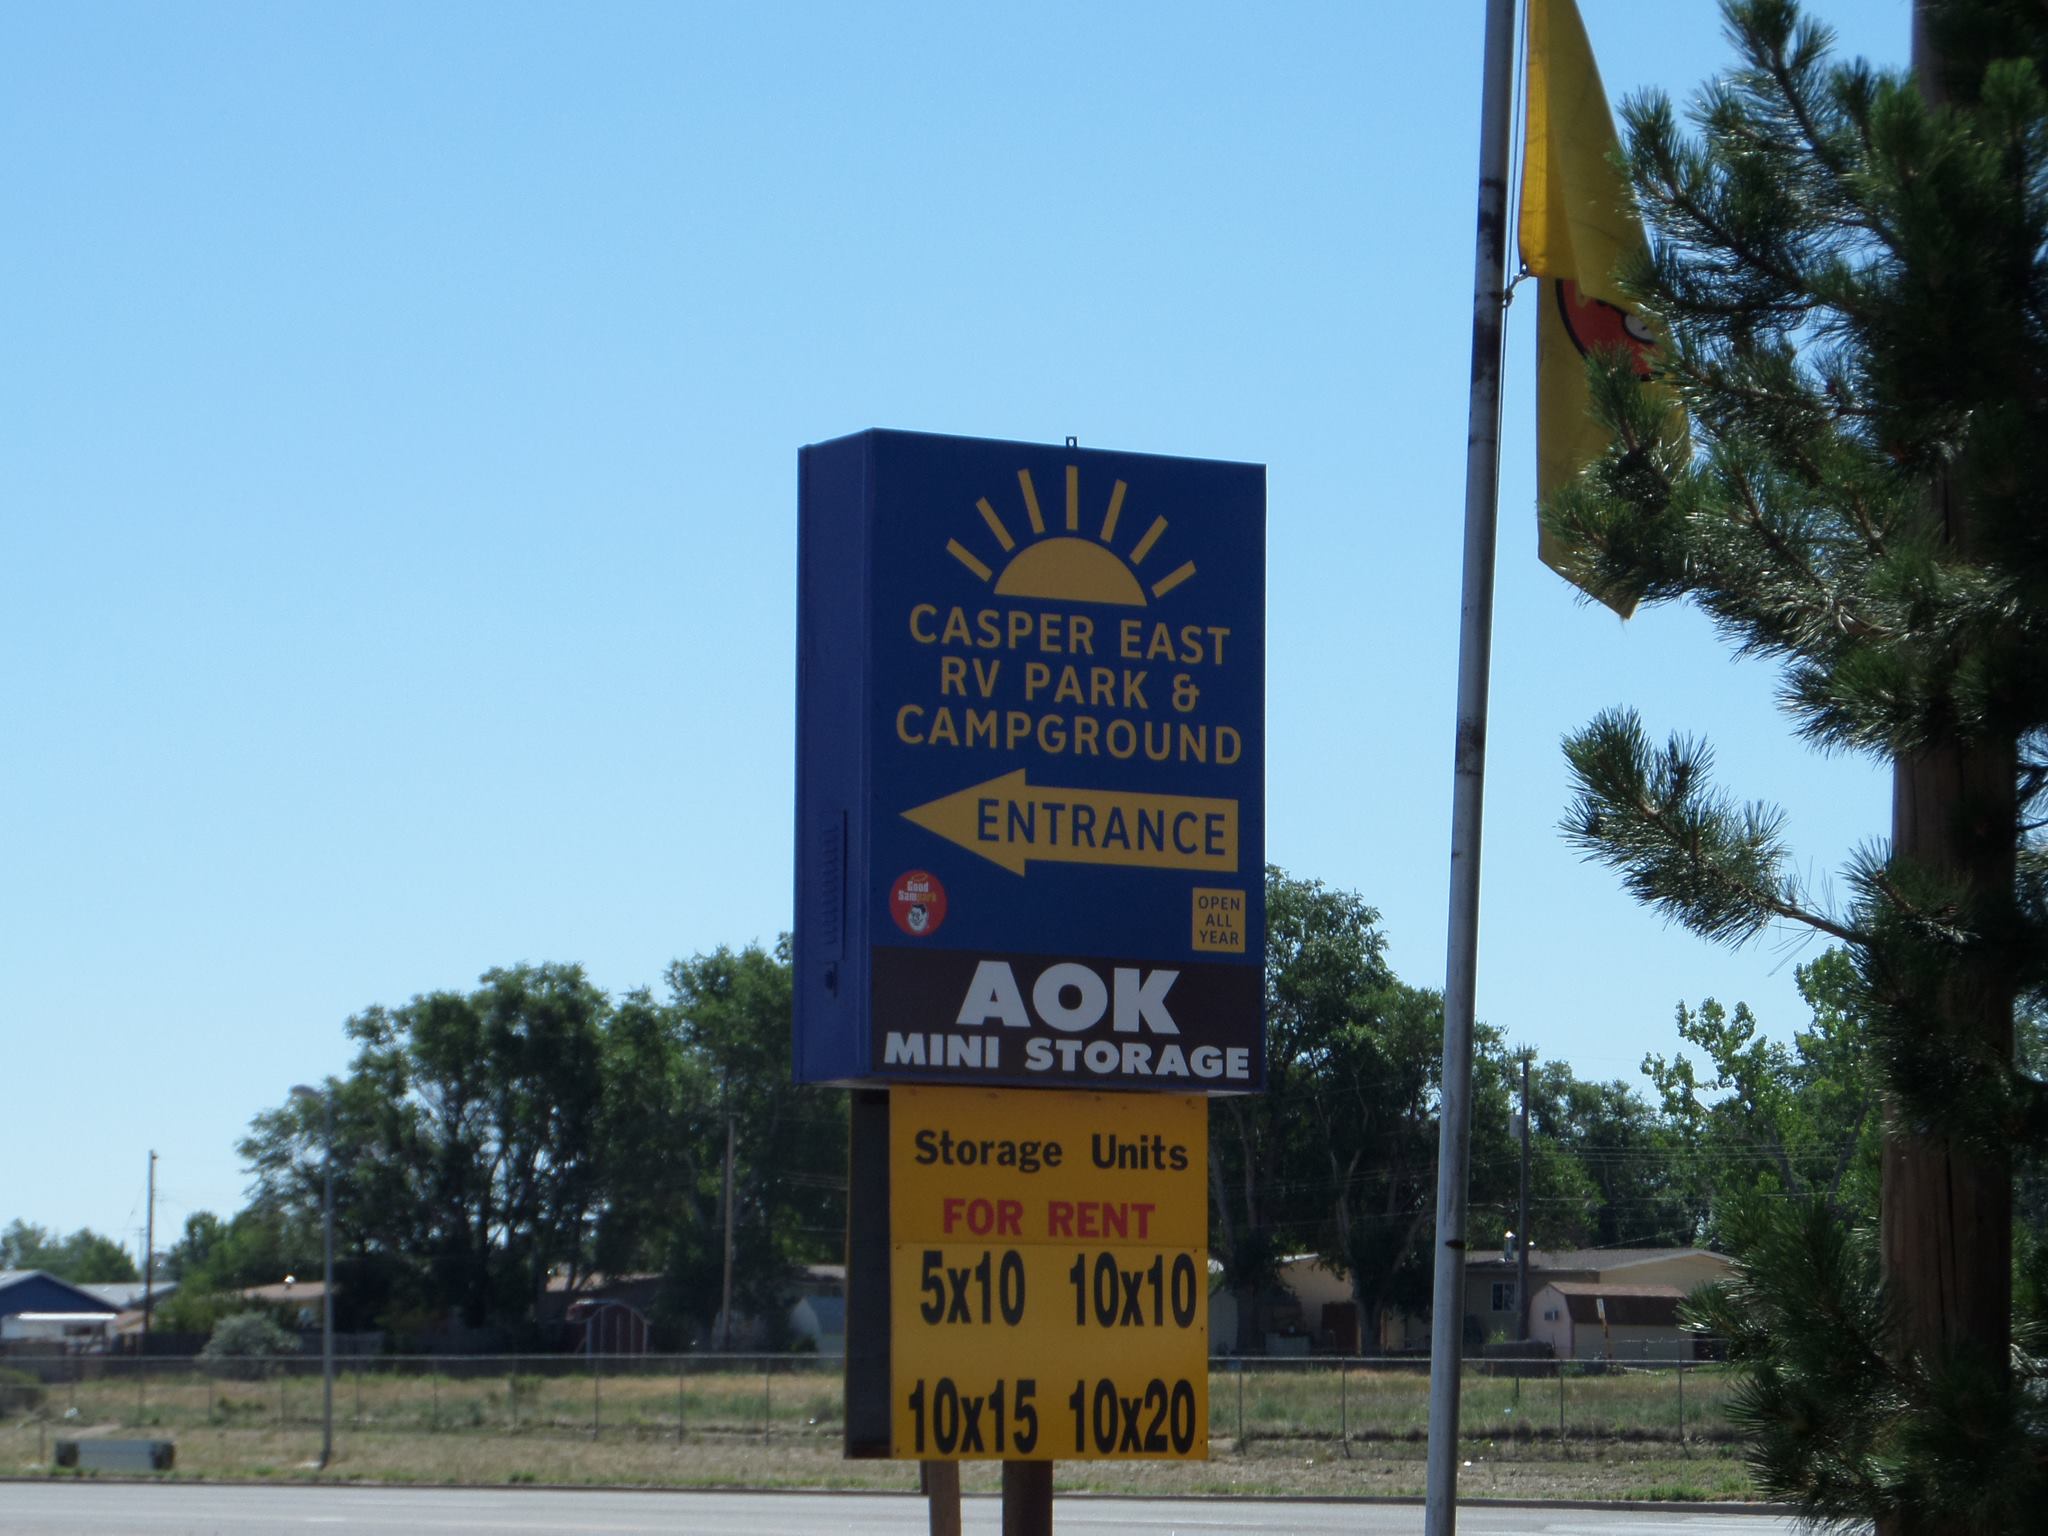 CASPER EAST
RV PARK &
CAMPGROUND
ENTRANCE
Good
Sampark
OPEN
ALL
YEAR
AOK
MINI STORAGE
Storage Units
FOR RENT
5x10 10x10
10x15 10x20